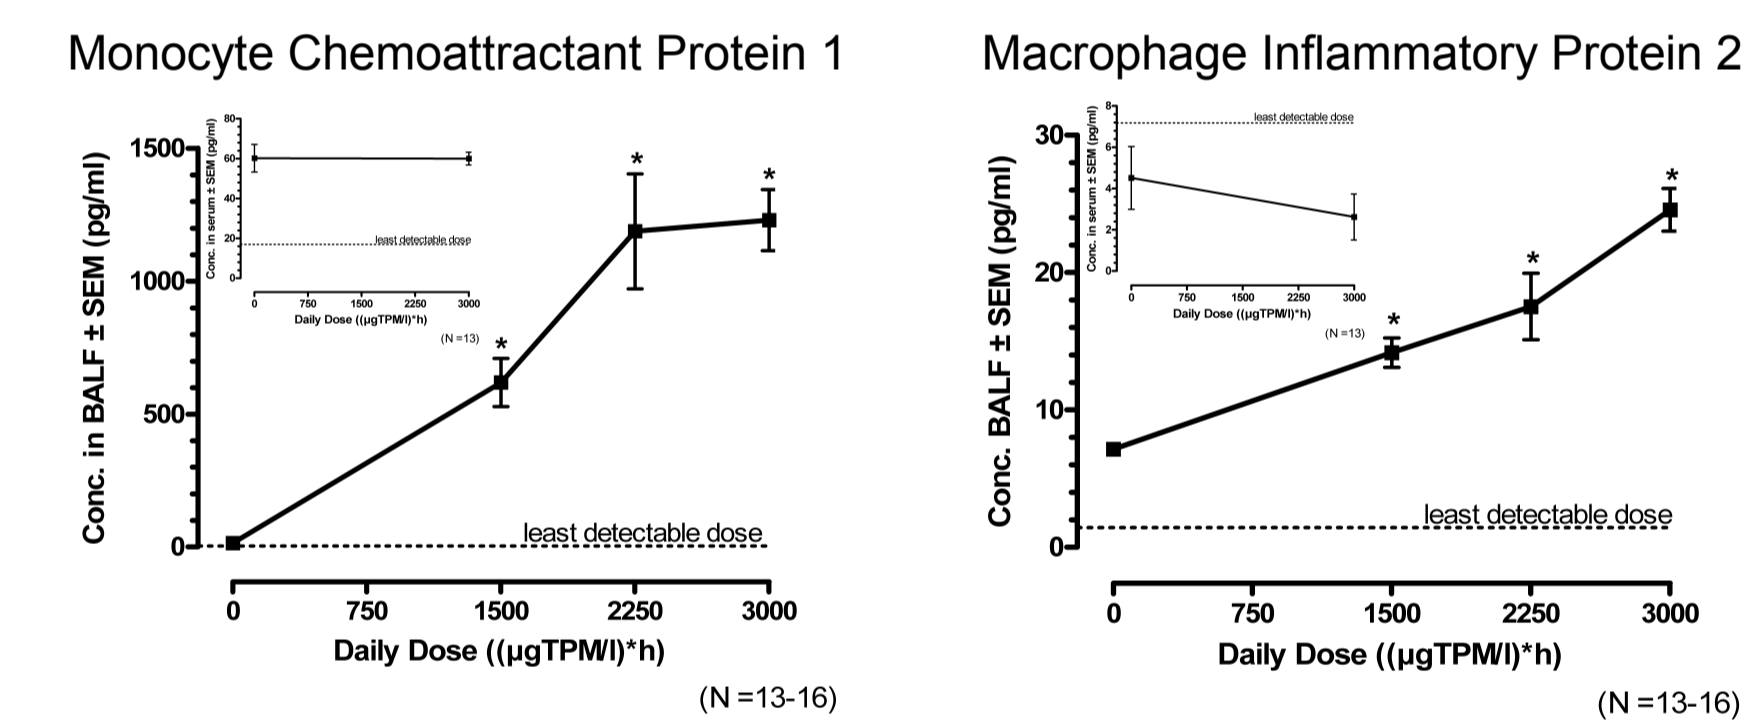 Monocyte Chemoattractant Protein 1
Conc. in BALF ± SEM (pg/ml)
1500
1000
500
0
Conc. in serum ± SEM (pg/ml)
80
60
40
20
0
least detectable dose
0 750 1500 2250 3000
Daily Dose ((µgTPM/l)*h)
(N =13)
*
*
*
least detectable dose
0 750 1500 2250 3000
Daily Dose ((µgTPM/l)*h)
(N =13-16)
Macrophage Inflammatory Protein 2
Conc. BALF ± SEM (pg/ml)
30
20
10
0
Conc. in serum ± SEM (pg/ml)
8
6
4
2
0
least detectable dose
0 750 1500 2250 3000
Daily Dose ((µgTPM/l)*h)
(N =13)
*
*
*
least detectable dose
0 750 1500 2250 3000
Daily Dose ((µgTPM/l)*h)
(N =13-16)